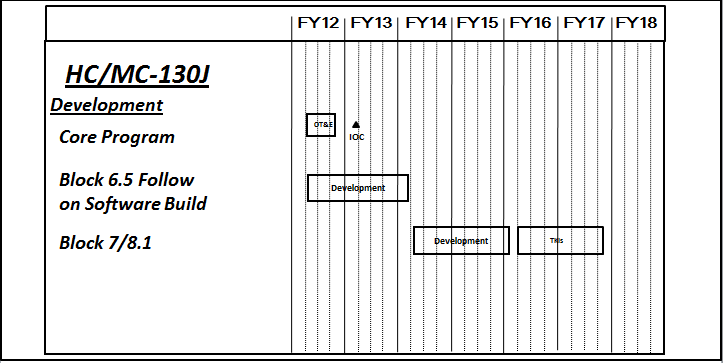 FY12 FY13 FY14 FY15 FY16 FY17 FY18
HC/MC-130J
Development
Core Program
OT&E
IOC
Block 6.5 Follow
on Software Build
Development
Block 7/8.1
Development
TKIs